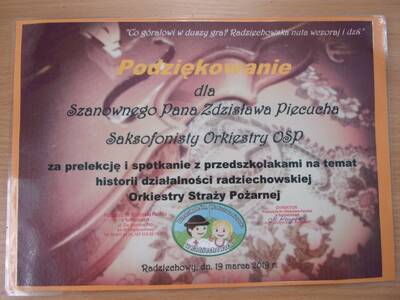 "Co góralowi w duszy gra? Radziechowska nuta wczoraj i dziś"
Podziękowanie
dla
Szanownego Pana Zdzisława Piecucha
Saksofonisty Orkiestry OSP
za prelekcję i spotkanie z przedszkolakami na temat
historii działalności radziechowskiej
Orkiestry Straży Pożarnej
Radziechowy, dn. 19 marca 2019 r.